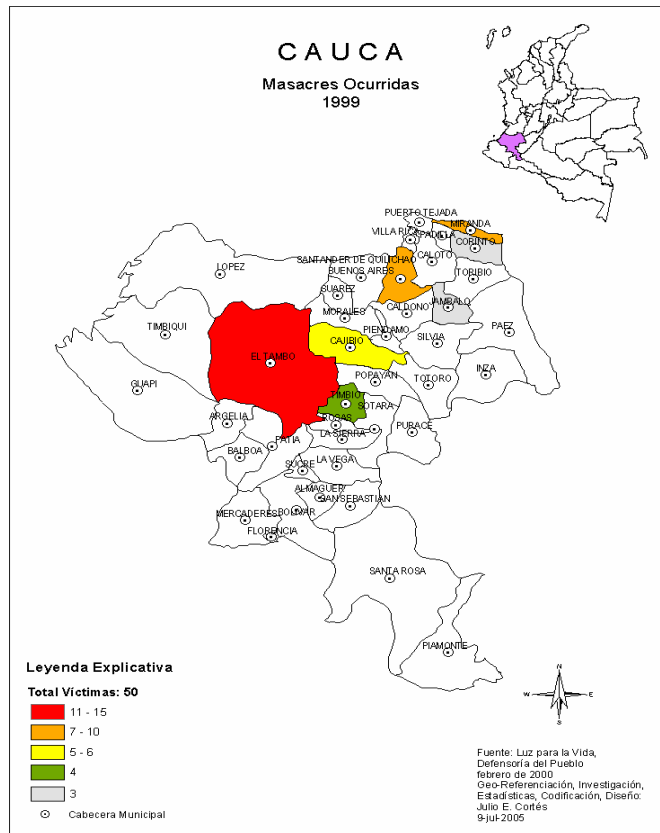 CAUCA
Masacres Ocurridas
1999
PUERTO TEJADA
MIRANDA
VILLA RICA
PADILLA
CORINTO
SANTANDER DE QUILICHAO
CALOTO
LOPEZ
BUENOS AIRES
TORIBIO
SUAREZ
JAMBALO
MORALES
CALDONO
TIMBIQUI
PIENDAMO
PAEZ
CAJIBIO
SILVIA
EL TAMBO
INZA
POPAYAN
TOTORO
GUAPI
TIMBIO
SOTARA
ARGELIA
ROSAS
PURACE
LA SIERRA
PATIA
BALBOA
SUCRE
LA VEGA
ALMAGUER
SAN SEBASTIAN
MERCADERES
BOLIVAR
FLORENCIA
SANTA ROSA
PIAMONTE
Leyenda Explicativa
Total Víctimas: 50
11 - 15
7 - 10
5 - 6
4
3
Cabecera Municipal
N
W
E
S
Fuente: Luz para la Vida,
Defensoría del Pueblo
febrero de 2000
Geo-Referenciación, Investigación,
Estadísticas, Codificación, Diseño:
Julio E. Cortés
9-jul-2005